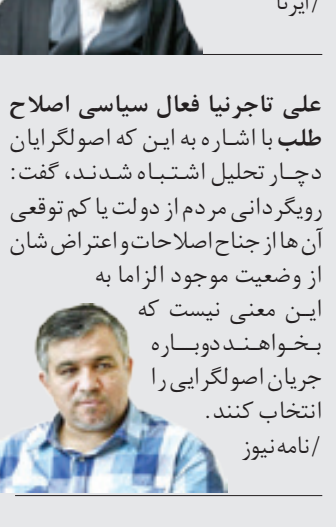 /ایرنا
علی تاجرنیا فعال سیاسی اصلاح
طلب با اشاره به این که اصولگرایان
دچار تحلیل اشتباه شدند، گفت:
رویگردانی مردم از دولت یا کم توقعی
آن ها از جناح اصلاحات و اعتراض شان
از وضعیت موجود الزاما به
این معنی نیست که
بخواهند دوباره
جریان اصولگرایی را
انتخاب کنند.
/نامه نیوز